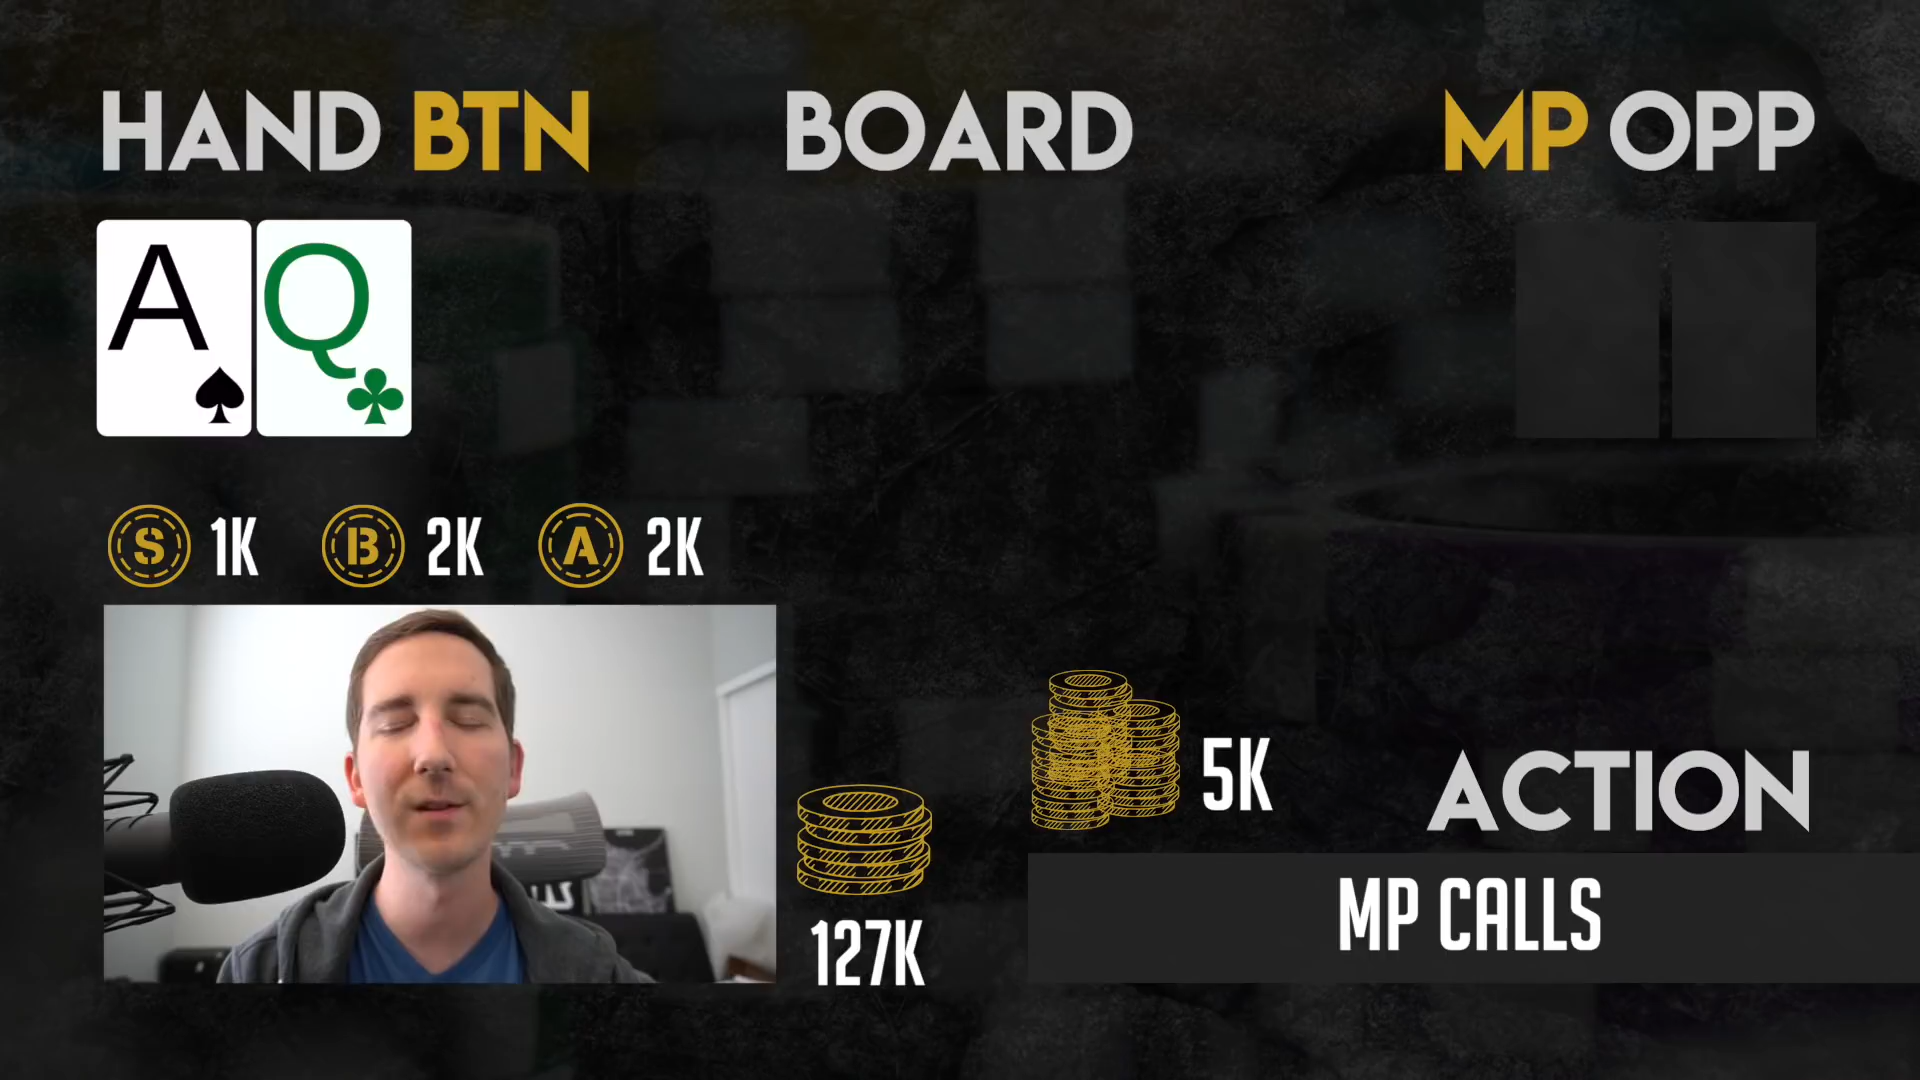 HAND BTN
BOARD
MP OPP
A
Q
S 1K
B 2K
A 2K
5K
127K
ACTION
MP CALLS